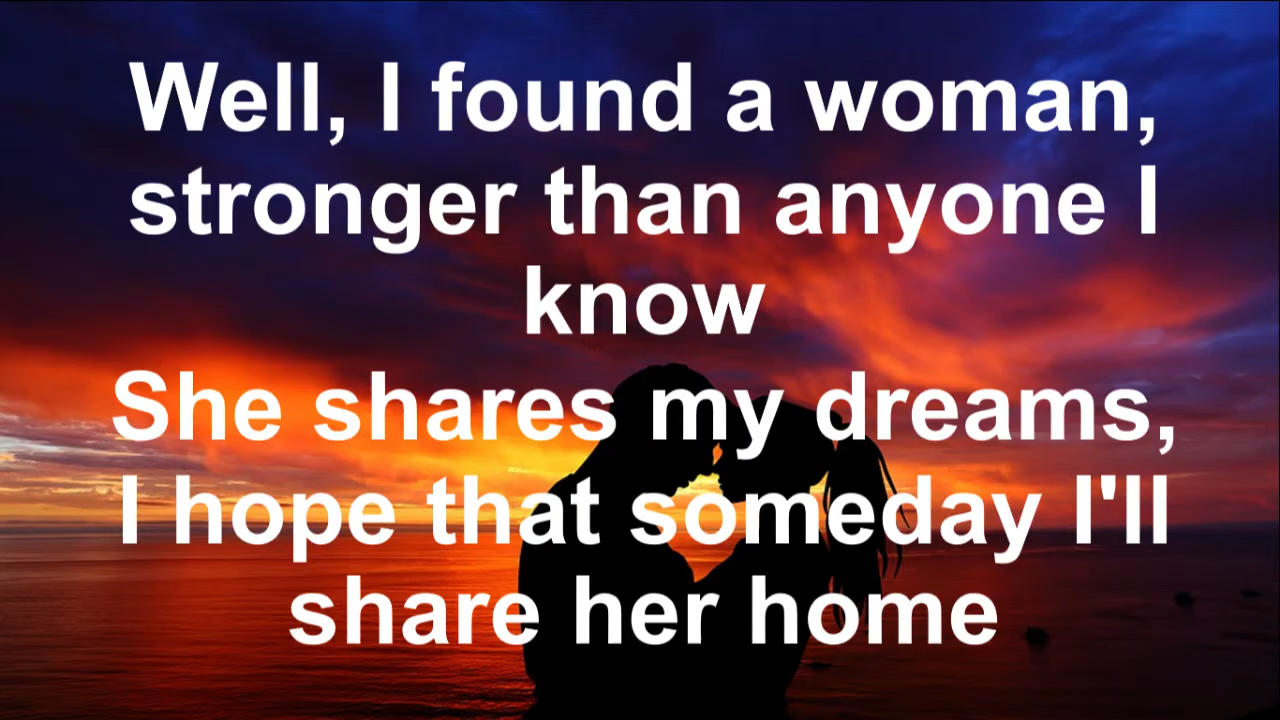 Well, I found a woman,
stronger than anyone I
know
She shares my dreams,
I hope that someday I'll
share her home